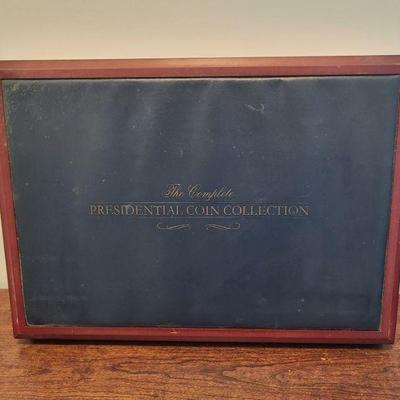 The Complete
PRESIDENTIAL COIN COLLECTION